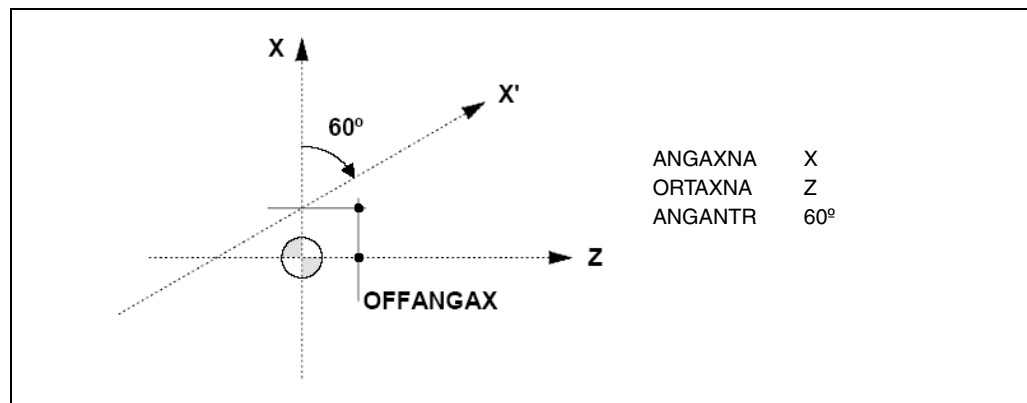 X
X'
60º
Z
OFFANGAX
ANGAXNA X
ORTAXNA Z
ANGANTR 60º